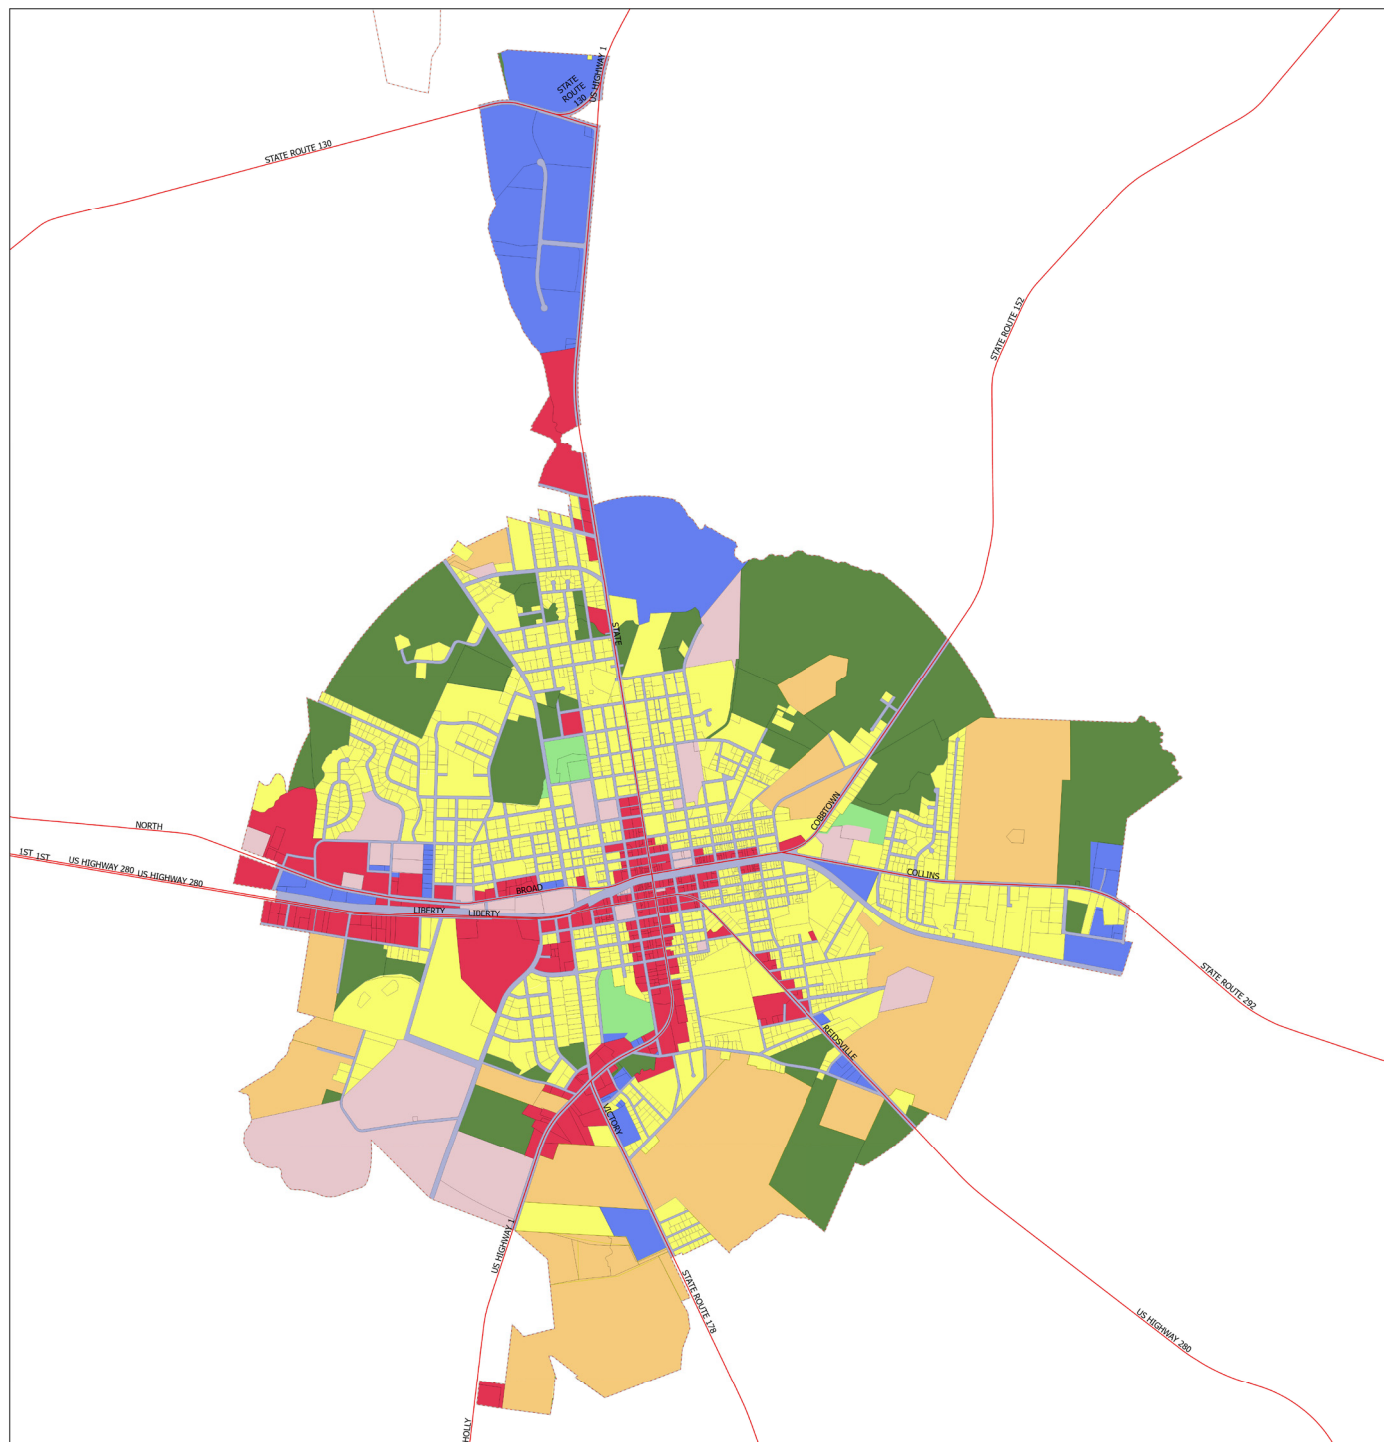 US HIGHWAY 1
STATE
ROUTE
130
STATE ROUTE 130
STATE ROUTE 152
STATE
COBBTOWN
NORTH
1ST 1ST
US HIGHWAY 280 US HIGHWAY 280
BROAD
COLLINS
LIBERTY
LIBERTY
STATE ROUTE 292
REIDSVILLE
VICTORY
US HIGHWAY 1
STATE ROUTE 178
US HIGHWAY 280
HOLLY